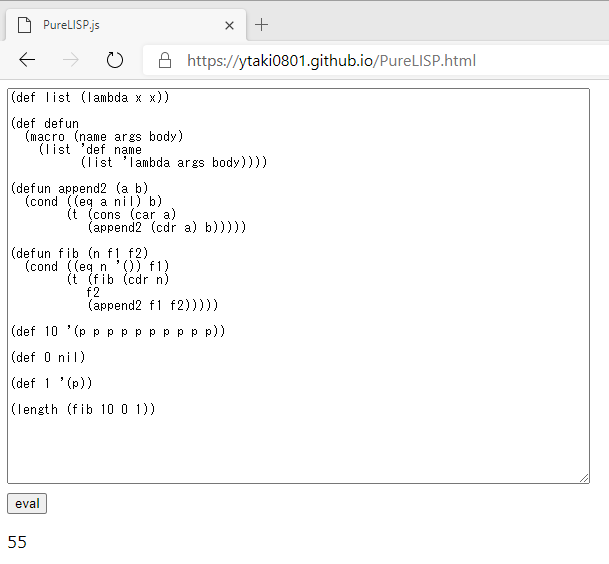 PureLISP.js
https://ytaki0801.github.io/PureLISP.html
(def list (lambda x x))
(def defun
  (macro (name args body)
    (list 'def name
          (list 'lambda args body))))
(defun append2 (a b)
  (cond ((eq a nil) b)
        (t (cons (car a)
           (append2 (cdr a) b)))))
(defun fib (n f1 f2)
  (cond ((eq n '()) f1)
        (t (fib (cdr n)
           f2
           (append2 f1 f2)))))
(def 10 '(p p p p p p p p p p))
(def 0 nil)
(def 1 '(p))
(length (fib 10 0 1))
eval
55